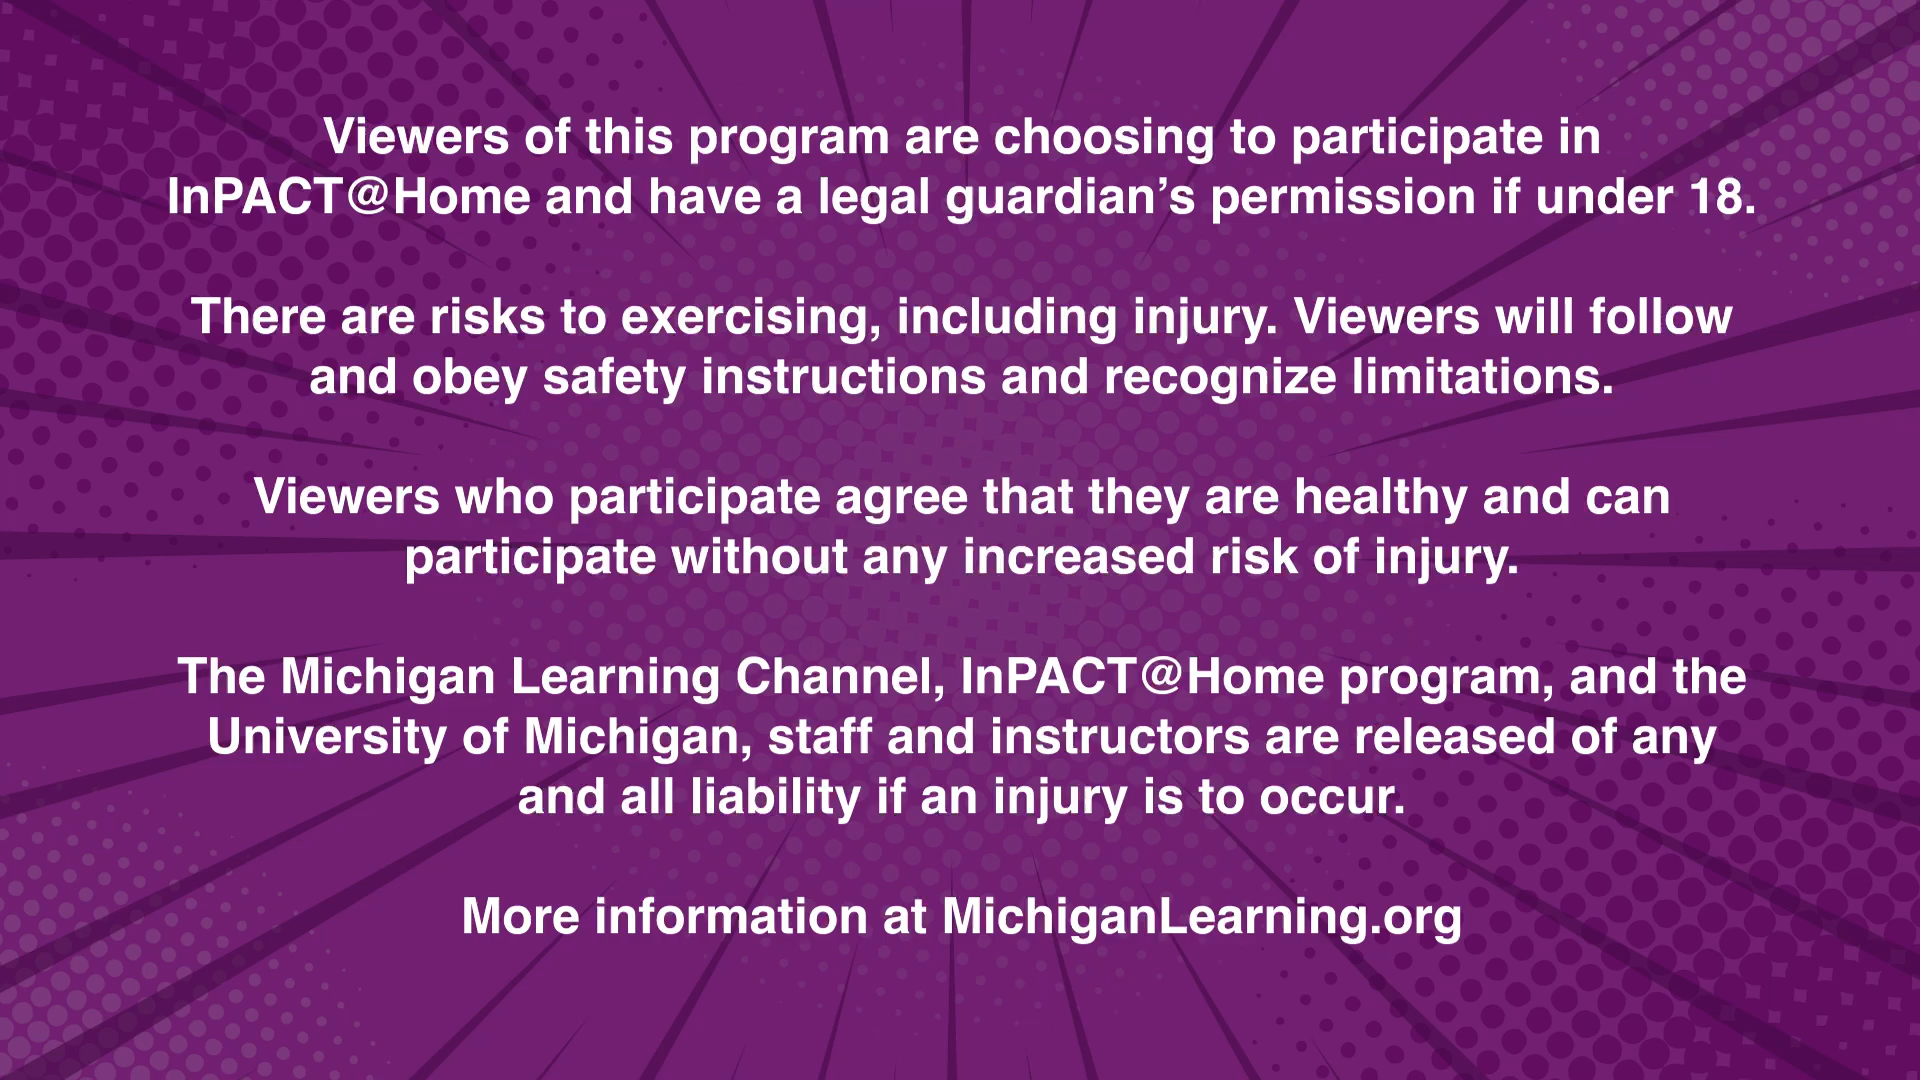 Viewers of this program are choosing to participate in
InPACT@Home and have a legal guardian’s permission if under 18.
There are risks to exercising, including injury. Viewers will follow
and obey safety instructions and recognize limitations.
Viewers who participate agree that they are healthy and can
participate without any increased risk of injury.
The Michigan Learning Channel, InPACT@Home program, and the
University of Michigan, staff and instructors are released of any
and all liability if an injury is to occur.
More information at MichiganLearning.org